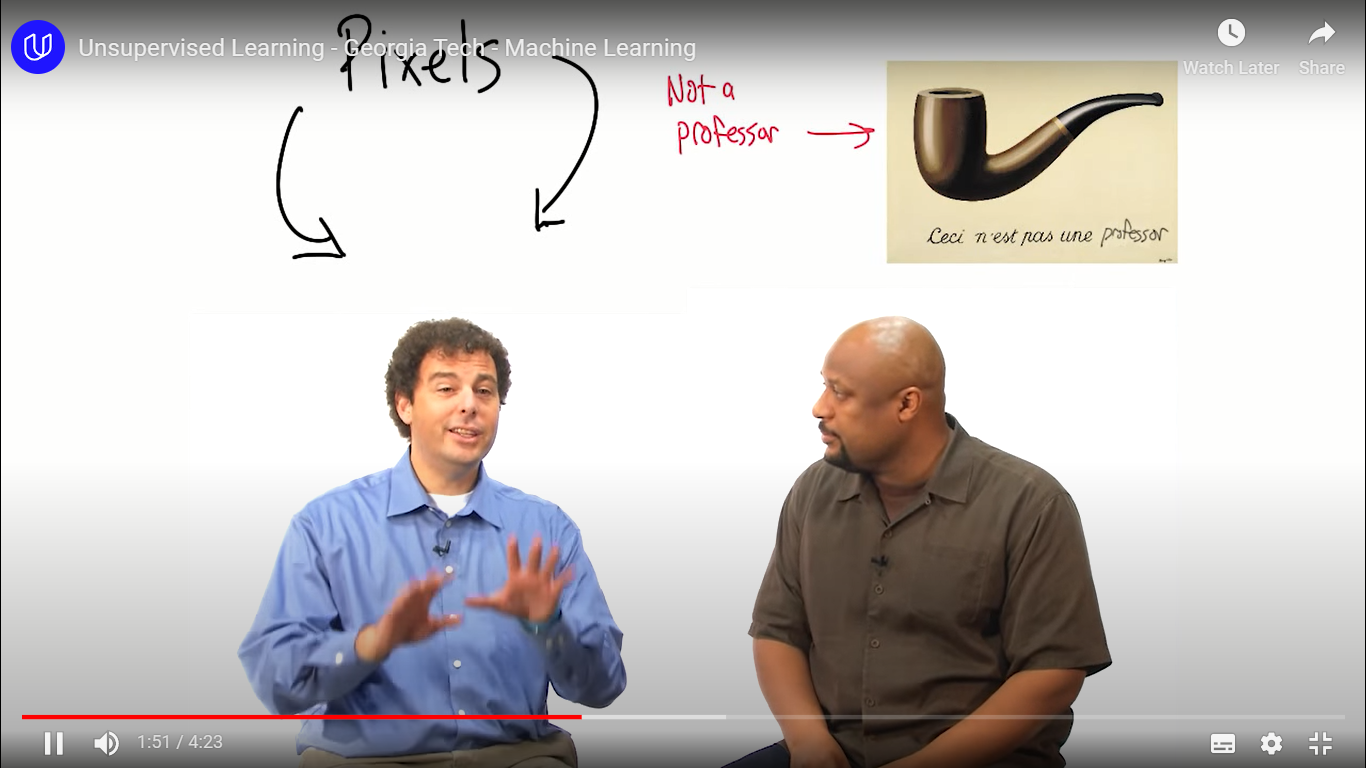 Unsupervised Learning - Georgia Tech - Machine Learning
Watch Later
Share
Pixels
Not a
professor
Ceci n'est pas une professor
1:51 / 4:23